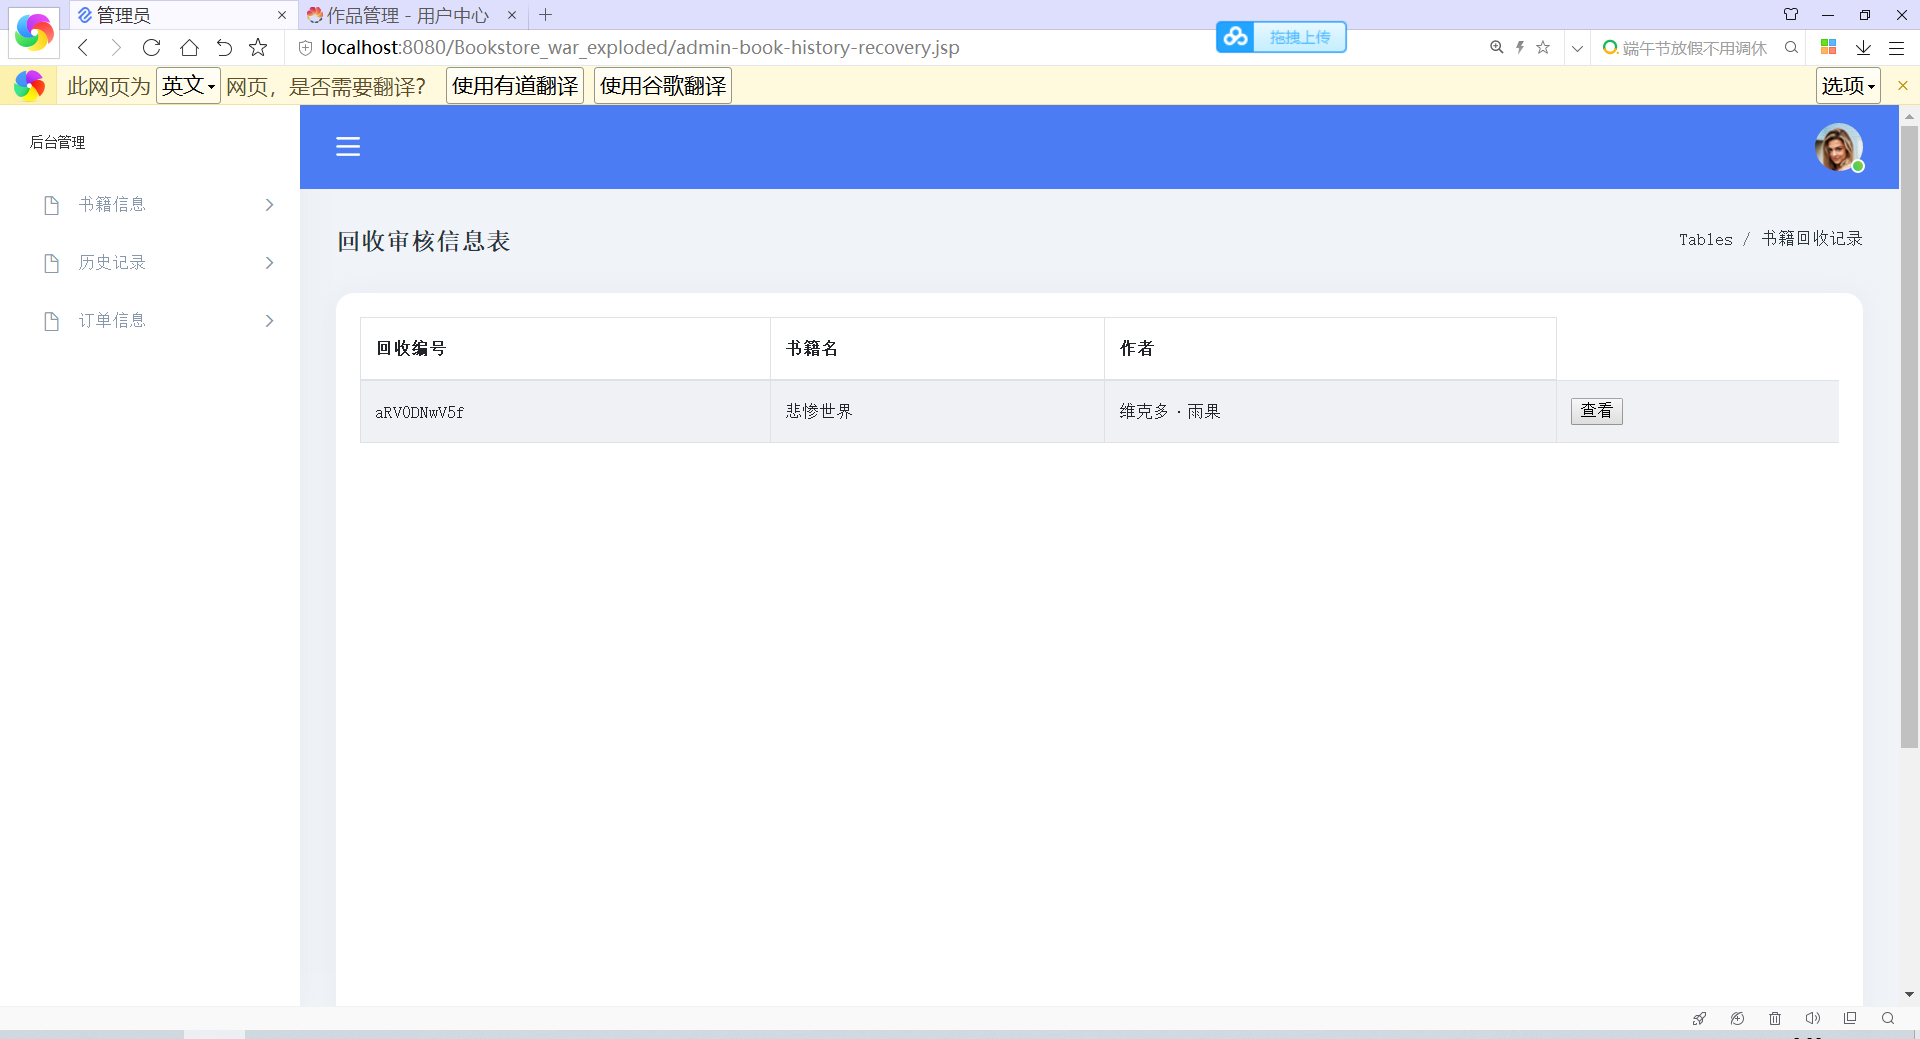 管理员
作品管理 - 用户中心
localhost:8080/Bookstore_war_exploded/admin-book-history-recovery.jsp
拖拽上传
端午节放假不用调休
此网页为 英文 网页，是否需要翻译? 使用有道翻译 使用谷歌翻译 选项
后台管理
书籍信息
历史记录
订单信息
回收审核信息表
Tables / 书籍回收记录
回收编号 书籍名 作者
aRVODNwV5f 悲惨世界 维克多·雨果 查看